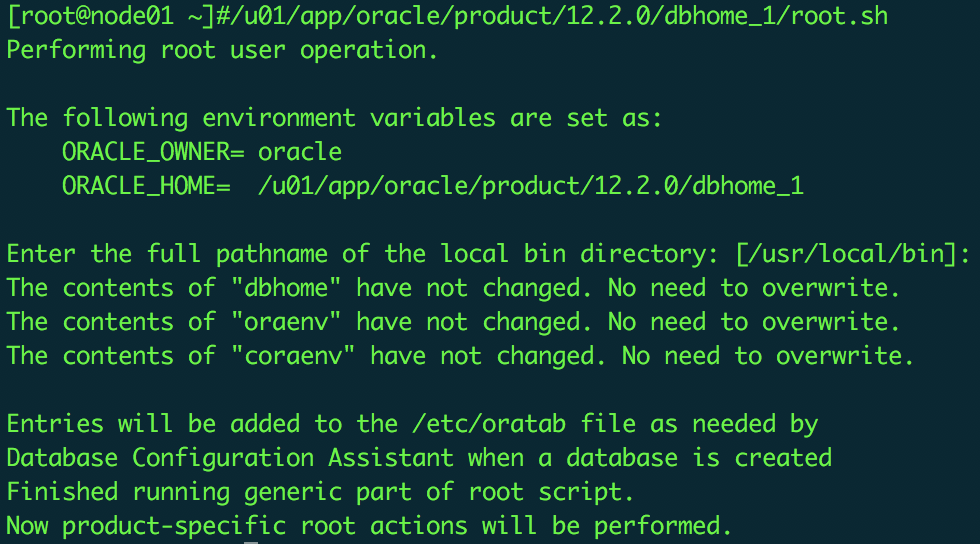 [root@node01 ~]#/u01/app/oracle/product/12.2.0/dbhome_1/root.sh
Performing root user operation.
The following environment variables are set as:
    ORACLE_OWNER= oracle
    ORACLE_HOME=  /u01/app/oracle/product/12.2.0/dbhome_1
Enter the full pathname of the local bin directory: [/usr/local/bin]:
The contents of "dbhome" have not changed. No need to overwrite.
The contents of "oraenv" have not changed. No need to overwrite.
The contents of "coraenv" have not changed. No need to overwrite.
Entries will be added to the /etc/oratab file as needed by
Database Configuration Assistant when a database is created
Finished running generic part of root script.
Now product-specific root actions will be performed.